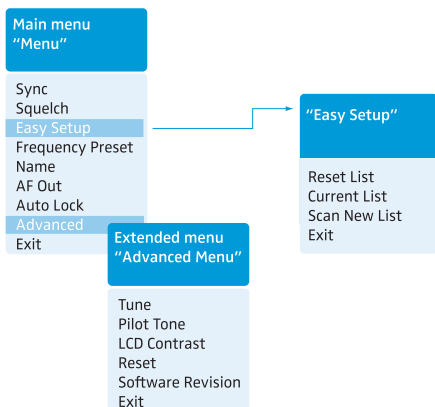 Main menu
“Menu”
Sync
Squelch
Easy Setup
Frequency Preset
Name
AF Out
Auto Lock
Advanced
Exit
“Easy Setup”
Reset List
Current List
Scan New List
Exit
Extended menu
“Advanced Menu”
Tune
Pilot Tone
LCD Contrast
Reset
Software Revision
Exit